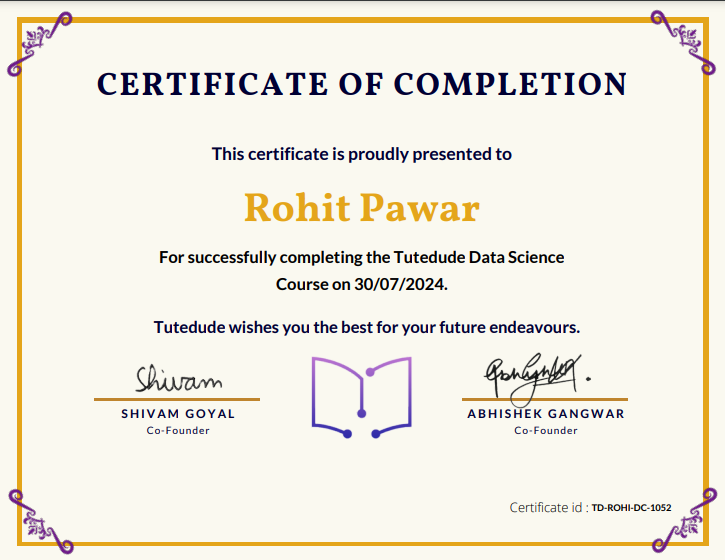 CERTIFICATE OF COMPLETION
This certificate is proudly presented to
Rohit Pawar
For successfully completing the Tutedude Data Science
Course on 30/07/2024.
Tutedude wishes you the best for your future endeavours.
Shivam
SHIVAM GOYAL
Co-Founder
ABHISHEK GANGWAR
Co-Founder
Certificate id : TD-ROHI-DC-1052